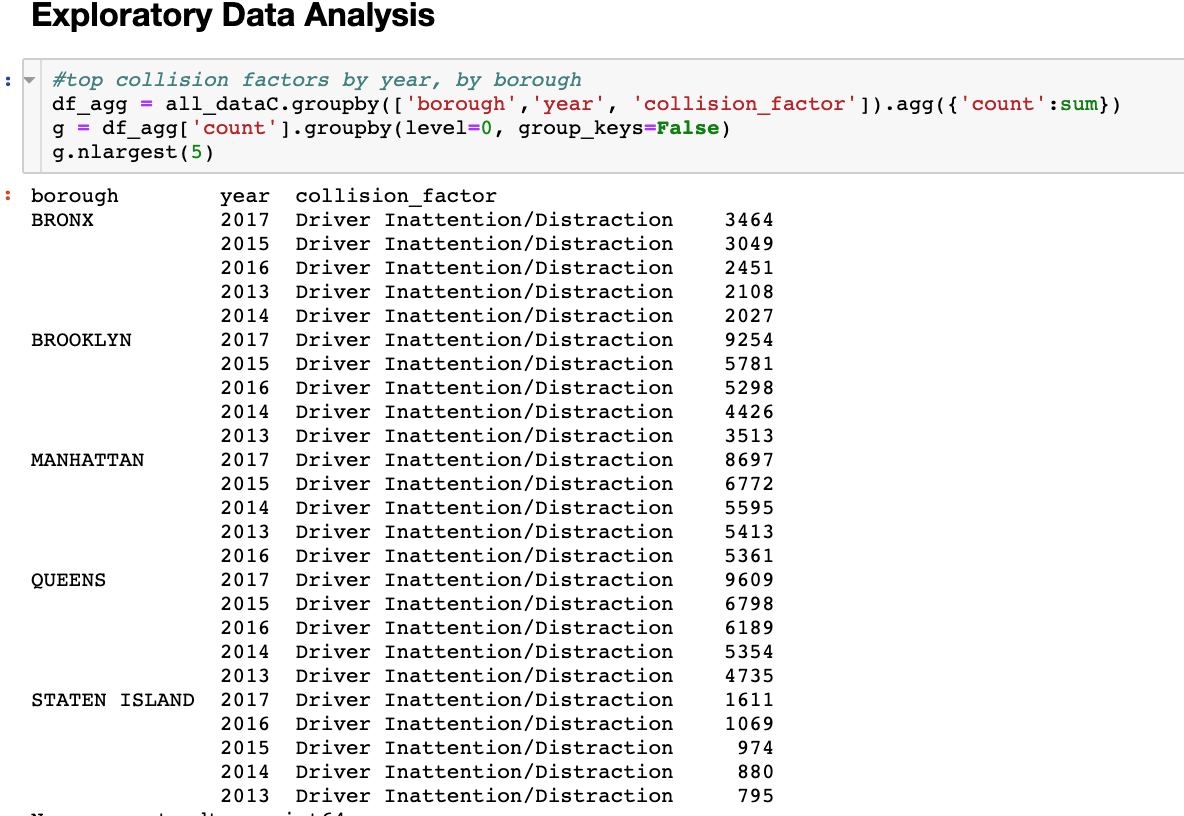 Exploratory Data Analysis
#top collision factors by year, by borough
df_agg = all_dataC.groupby(['borough','year', 'collision_factor']).agg({'count':sum})
g = df_agg['count'].groupby(level=0, group_keys=False)
g.nlargest(5)
borough year collision_factor
BRONX 2017 Driver Inattention/Distraction 3464
2015 Driver Inattention/Distraction 3049
2016 Driver Inattention/Distraction 2451
2013 Driver Inattention/Distraction 2108
2014 Driver Inattention/Distraction 2027
BROOKLYN 2017 Driver Inattention/Distraction 9254
2015 Driver Inattention/Distraction 5781
2016 Driver Inattention/Distraction 5298
2014 Driver Inattention/Distraction 4426
2013 Driver Inattention/Distraction 3513
MANHATTAN 2017 Driver Inattention/Distraction 8697
2015 Driver Inattention/Distraction 6772
2014 Driver Inattention/Distraction 5595
2013 Driver Inattention/Distraction 5413
2016 Driver Inattention/Distraction 5361
QUEENS 2017 Driver Inattention/Distraction 9609
2015 Driver Inattention/Distraction 6798
2016 Driver Inattention/Distraction 6189
2014 Driver Inattention/Distraction 5354
2013 Driver Inattention/Distraction 4735
STATEN ISLAND 2017 Driver Inattention/Distraction 1611
2016 Driver Inattention/Distraction 1069
2015 Driver Inattention/Distraction 974
2014 Driver Inattention/Distraction 880
2013 Driver Inattention/Distraction 795